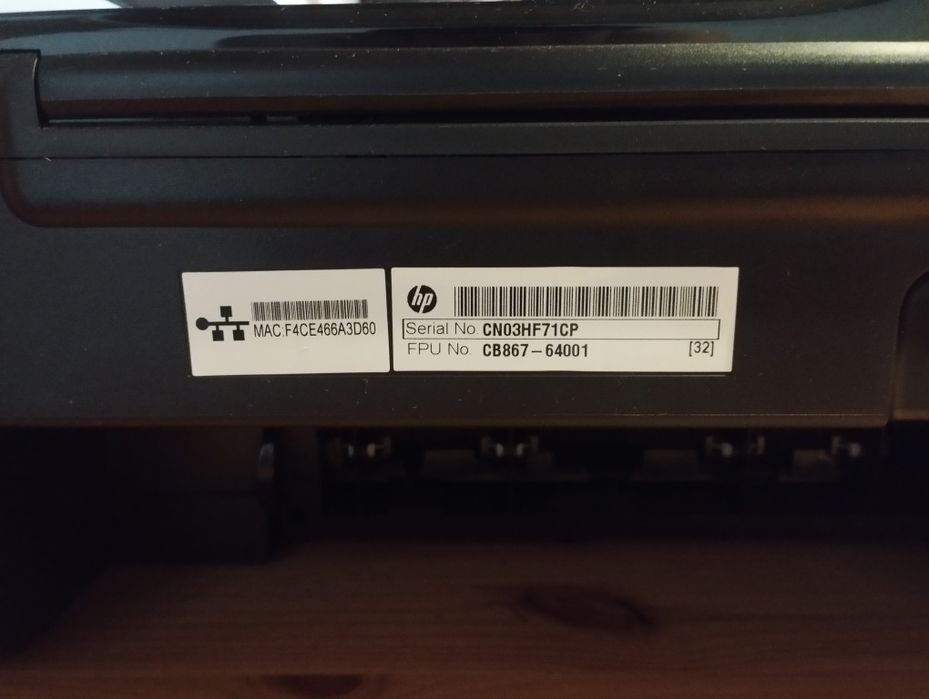 MAC:F4CE466A3D60
hp
Serial No. CN03HF71CP
FPU No. CB867-64001 [32]